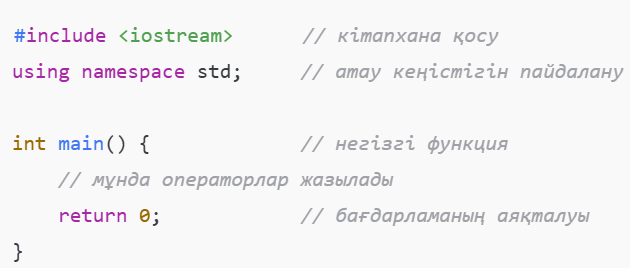 #include <iostream>      // кітапхана қосу
using namespace std;     // атау кеңістігін пайдалану
int main() {             // негізгі функция
    // мұнда операторлар жазылады
    return 0;            // бағдарламаның аяқталуы
}